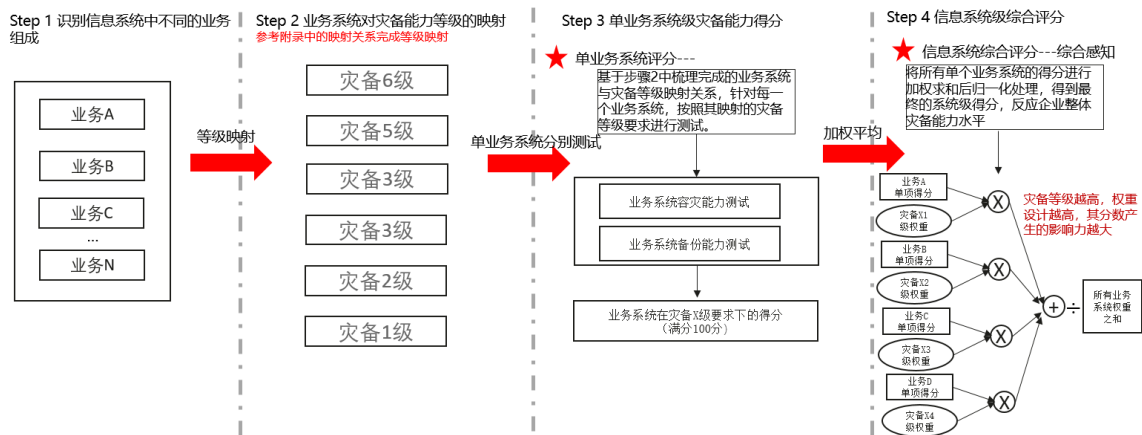 Step 1 识别信息系统中不同的业务
组成
业务A
业务B
业务C
...
业务N
等级映射
Step 2 业务系统对灾备能力等级的映射
参考附录中的映射关系完成等级映射
灾备6级
灾备5级
灾备3级
灾备3级
灾备2级
灾备1级
单业务系统分别测试
Step 3 单业务系统级灾备能力得分
单业务系统评分---
基于步骤2中梳理完成的业务系统
与灾备等级映射关系，针对每一
个业务系统，按照其映射的灾备
等级要求进行测试。
业务系统容灾能力测试
业务系统备份能力测试
业务系统在灾备X级要求下的得分
（满分100分）
加权平均
Step 4 信息系统级综合评分
信息系统综合评分---综合感知
将所有单个业务系统的得分进行
加权求和后归一化处理，得到最
终的系统级得分，反应企业整体
灾备能力水平
业务A
单项得分
灾备X1
级权重
X
业务B
单项得分
灾备X2
级权重
X
业务C
单项得分
灾备X3
级权重
X
业务D
单项得分
灾备X4
级权重
X
灾备等级越高，权重
设计越高，其分数产
生的影响力越大
+
÷
所有业务
系统权重
之和